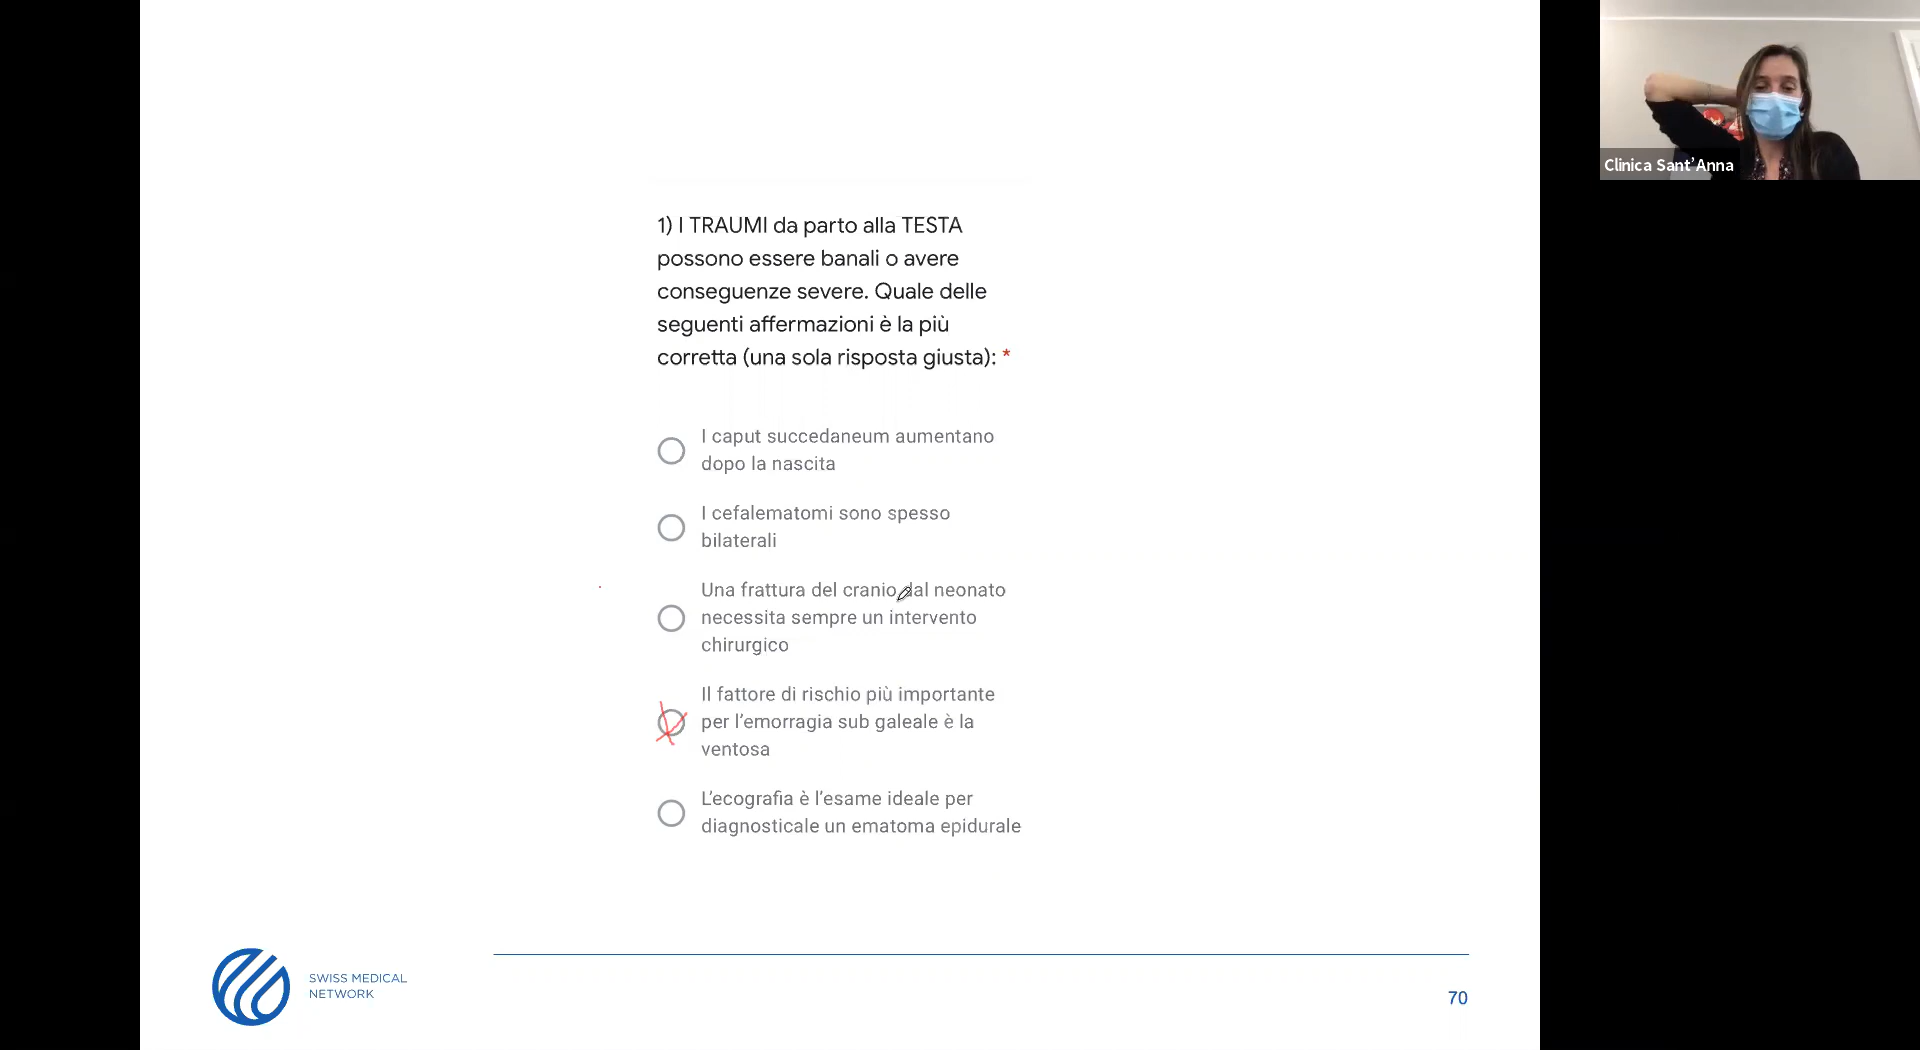 1) I TRAUMI da parto alla TESTA
possono essere banali o avere
conseguenze severe. Quale delle
seguenti affermazioni è la più
corretta (una sola risposta giusta): *
I caput succedaneum aumentano
dopo la nascita
I cefalematomi sono spesso
bilaterali
Una frattura del cranio dal neonato
necessita sempre un intervento
chirurgico
Il fattore di rischio più importante
per l'emorragia sub galeale è la
ventosa
L'ecografia è l'esame ideale per
diagnosticale un ematoma epidurale
SWISS MEDICAL
NETWORK
70
Clinica Sant'Anna